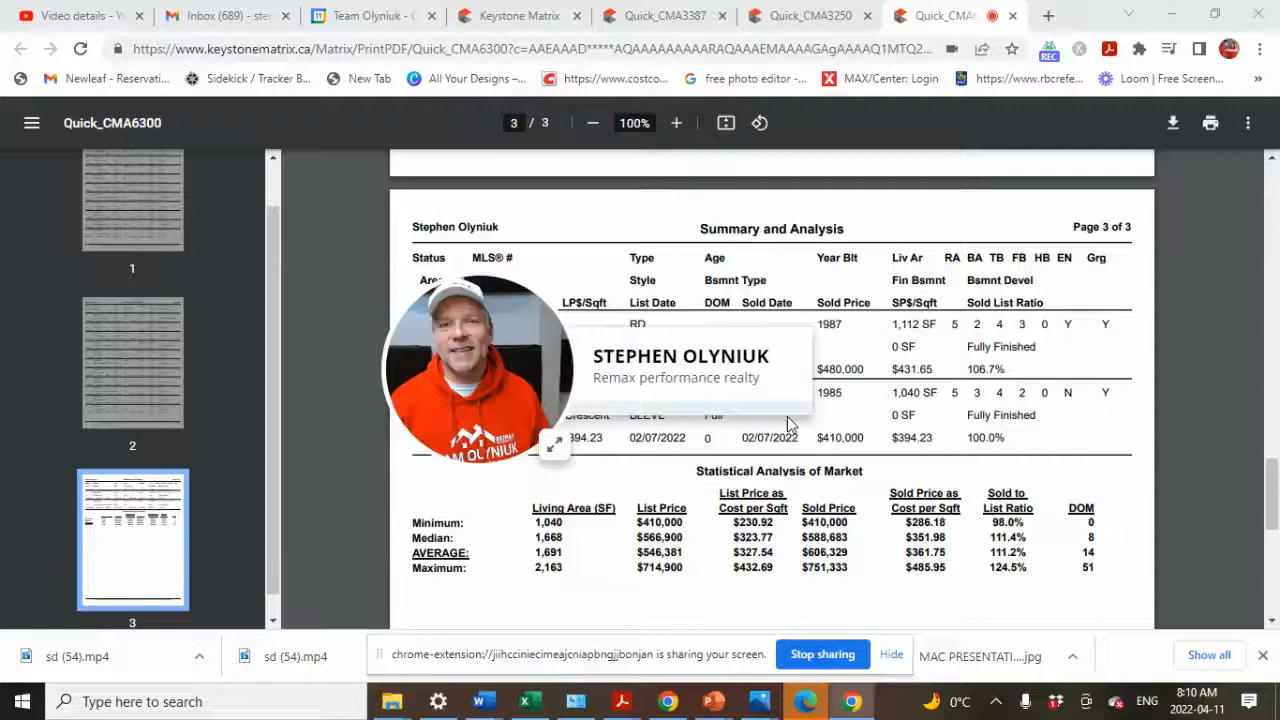 Video details - Y
Inbox (689) - ste
Team Olyniuk - C
Keystone Matrix
Quick_CMA3387
Quick_CMA3250
Quick_CMA
https://www.keystonematrix.ca/Matrix/PrintPDF/Quick_CMA6300?c=AAEAAAD*****AQAAAAAAAAARAQAAAEMAAAAGAgAAAAQ1MTQ2...
REC
Newleaf - Reservati...
Sidekick / Tracker B...
New Tab
All Your Designs –...
https://www.costco...
free photo editor -...
MAX/Center: Login
https://www.rbcrefe...
Loom | Free Screen...
Quick_CMA6300
3 / 3
100%
1
2
3
Stephen Olyniuk Summary and Analysis Page 3 of 3
Status MLS® # Type Age Year Blt Liv Ar RA BA TB FB HB EN Grg
Are Style Bsmnt Type Fin Bsmnt Bsmnt Devel
LP$/Sqft List Date DOM Sold Date Sold Price SP$/Sqft Sold List Ratio
RD 1987 1,112 SF 5 2 4 3 0 Y Y
0 SF Fully Finished
$480,000 $431.65 106.7%
STEPHEN OLYNIUK
Remax performance realty
1985 1,040 SF 5 3 4 2 0 N Y
Crescent BLEVE Full 0 SF Fully Finished
394.23 02/07/2022 0 02/07/2022 $410,000 $394.23 100.0%
RE/MAX
AM OLYNIUK
Statistical Analysis of Market
List Price as Sold Price as Sold to
Living Area (SF) List Price Cost per Sqft Sold Price Cost per Sqft List Ratio DOM
Minimum: 1,040 $410,000 $230.92 $410,000 $286.18 98.0% 0
Median: 1,668 $566,900 $323.77 $588,683 $351.98 111.4% 8
AVERAGE: 1,691 $546,381 $327.54 $606,329 $361.75 111.2% 14
Maximum: 2,163 $714,900 $432.69 $751,333 $485.95 124.5% 51
sd (54).mp4
sd (54).mp4
chrome-extension://jiihcciniecimeajcniapbngjjbonjan is sharing your screen.
Stop sharing
Hide
MAC PRESENTATI....jpg
Show all
Type here to search
0°C
ENG
8:10 AM
2022-04-11